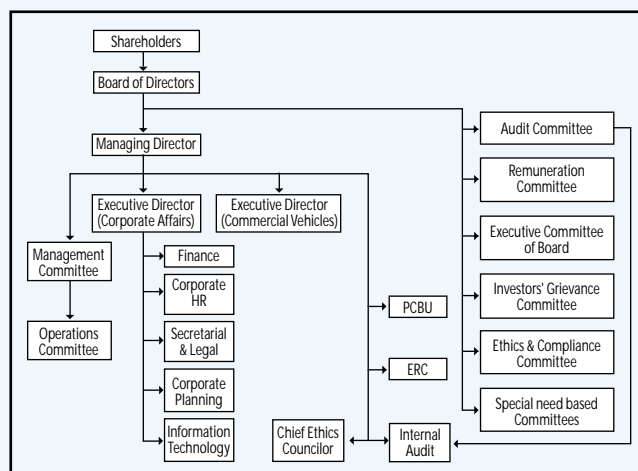 Shareholders
Board of Directors
Managing Director
Executive Director
(Corporate Affairs)
Executive Director
(Commercial Vehicles)
Management
Committee
Operations
Committee
Finance
Corporate
HR
Secretarial
& Legal
Corporate
Planning
Information
Technology
PCBU
ERC
Chief Ethics
Councilor
Internal
Audit
Audit Committee
Remuneration
Committee
Executive Committee
of Board
Investors' Grievance
Committee
Ethics & Compliance
Committee
Special need based
Committees